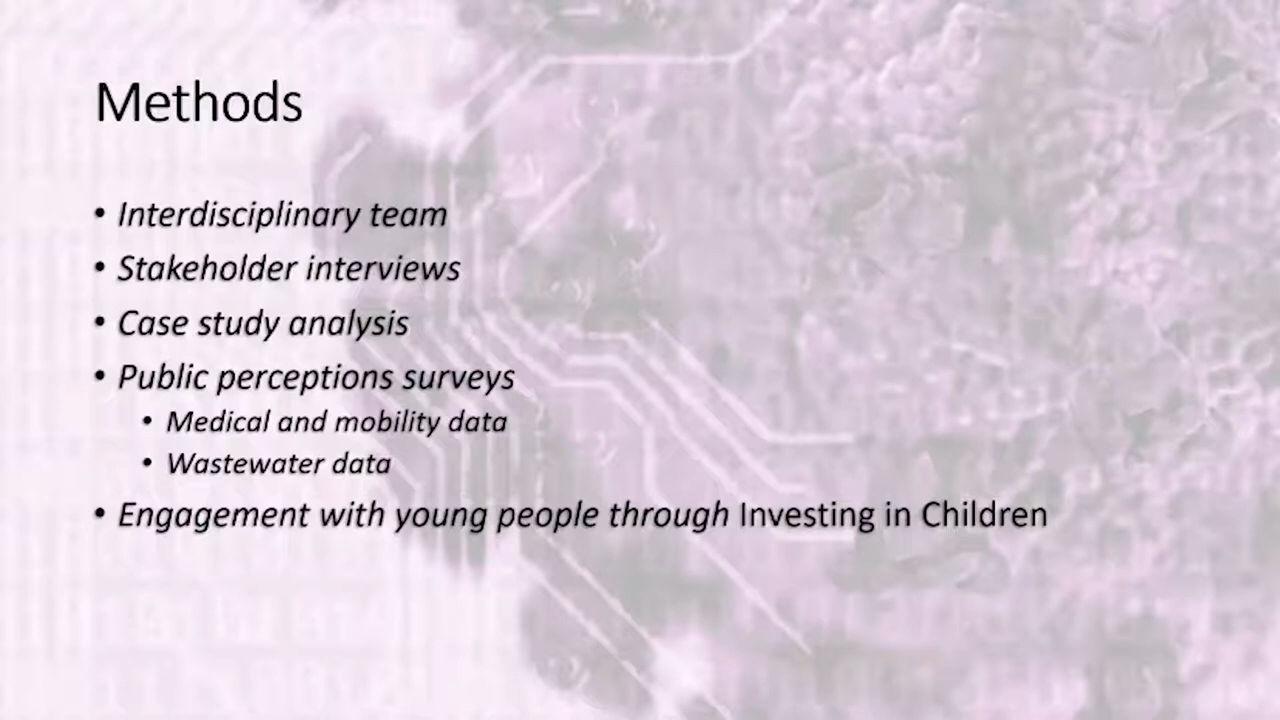 Methods
• Interdisciplinary team
• Stakeholder interviews
• Case study analysis
• Public perceptions surveys
• Medical and mobility data
• Wastewater data
• Engagement with young people through Investing in Children